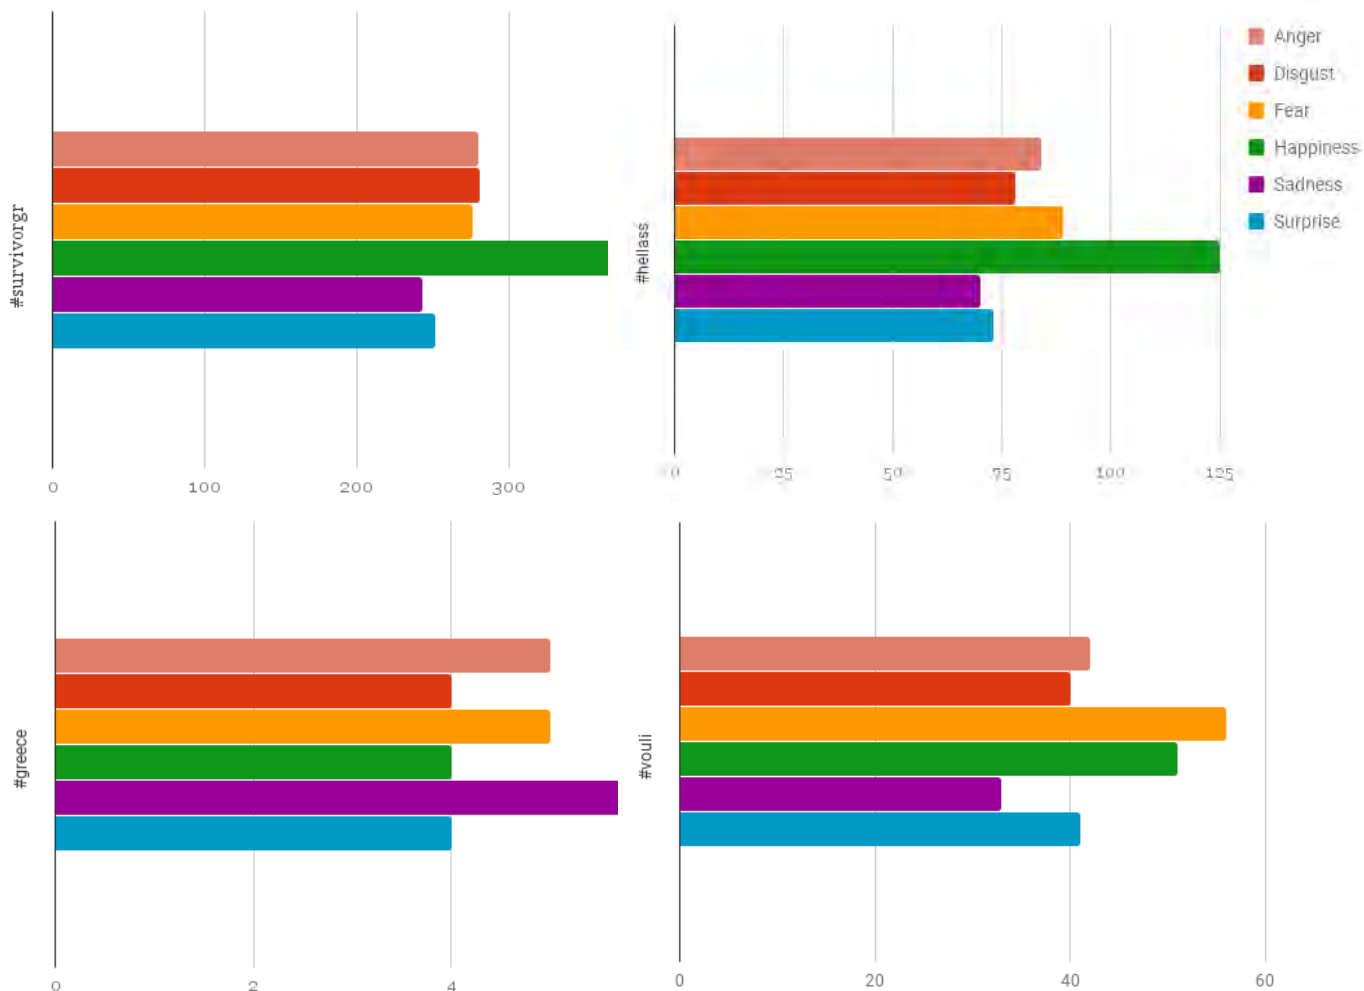 #survivorgr
0 100 200 300
#hellass
0 25 50 75 100 125
Anger
Disgust
Fear
Happiness
Sadness
Surprise
#greece
0 2 4
#vouli
0 20 40 60